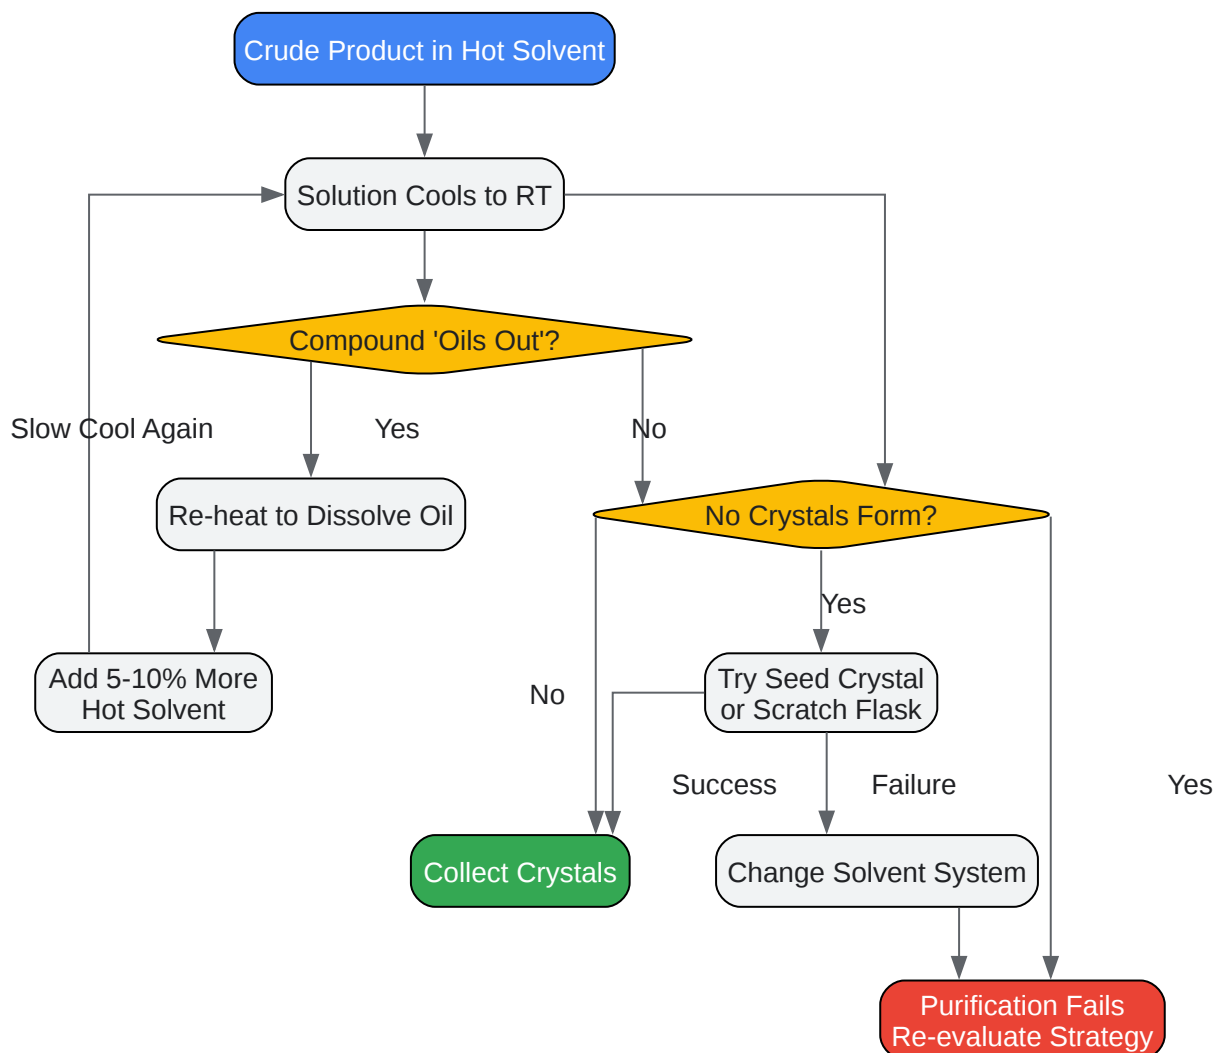 Crude Product in Hot Solvent
Solution Cools to RT
Compound 'Oils Out'?
Slow Cool Again
Yes
No
Re-heat to Dissolve Oil
No Crystals Form?
Yes
Add 5-10% More
Hot Solvent
No
Try Seed Crystal
or Scratch Flask
Success
Failure
Yes
Collect Crystals
Change Solvent System
Purification Fails
Re-evaluate Strategy